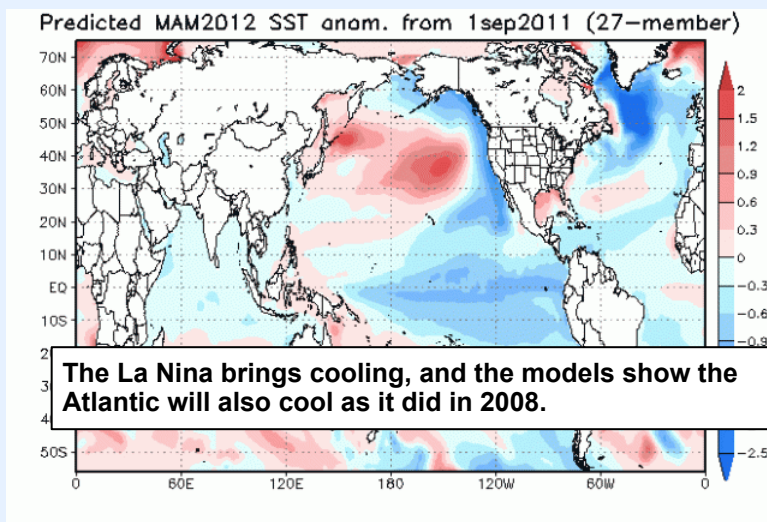 Predicted MAM2012 SST anom. from 1sep2011 (27-member)
70N
60N
50N
40N
30N
20N
10N
EQ
10S
2
3
4
50S
0 60E 120E 180 120W 60W 0
2
1.5
1.2
0.9
0.6
0.3
0
-0.3
-0.6
-0.9
-2.5
The La Nina brings cooling, and the models show the
Atlantic will also cool as it did in 2008.